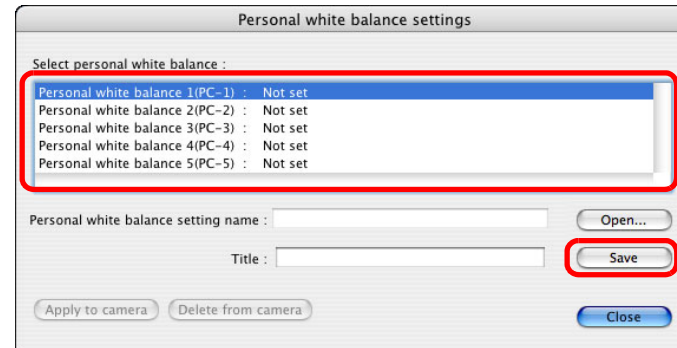 Personal white balance settings
Select personal white balance :
Personal white balance 1(PC-1) : Not set
Personal white balance 2(PC-2) : Not set
Personal white balance 3(PC-3) : Not set
Personal white balance 4(PC-4) : Not set
Personal white balance 5(PC-5) : Not set
Personal white balance setting name : Open...
Title : Save
Apply to camera Delete from camera Close